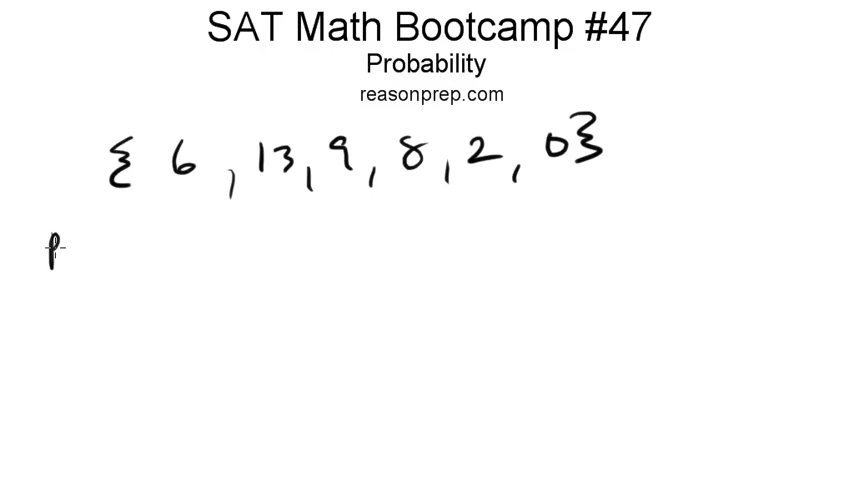 SAT Math Bootcamp #47
Probability
reasonprep.com
{ 6 , 13, 9, 8, 2, 0}
P